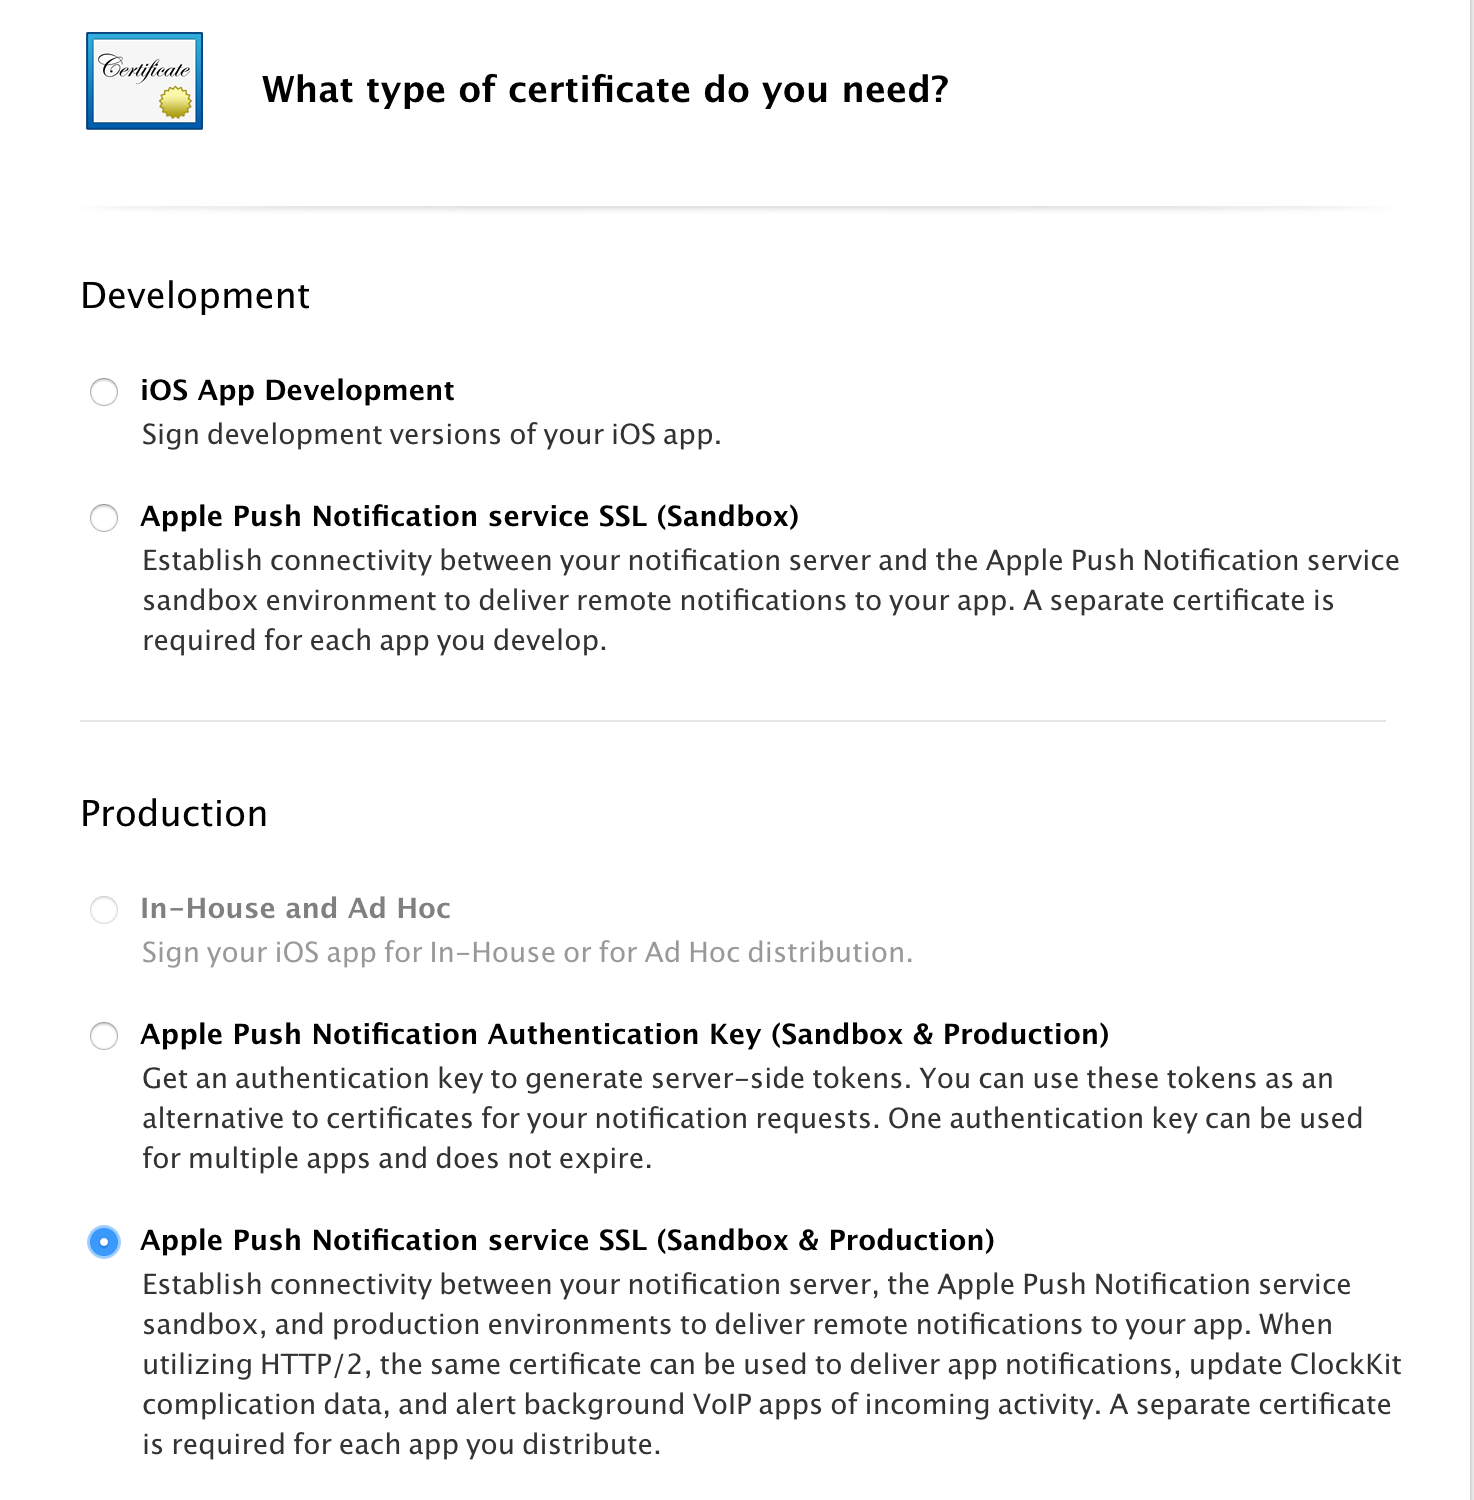 Certificate
What type of certificate do you need?
Development
iOS App Development
Sign development versions of your iOS app.
Apple Push Notification service SSL (Sandbox)
Establish connectivity between your notification server and the Apple Push Notification service
sandbox environment to deliver remote notifications to your app. A separate certificate is
required for each app you develop.
Production
In-House and Ad Hoc
Sign your iOS app for In-House or for Ad Hoc distribution.
Apple Push Notification Authentication Key (Sandbox & Production)
Get an authentication key to generate server-side tokens. You can use these tokens as an
alternative to certificates for your notification requests. One authentication key can be used
for multiple apps and does not expire.
Apple Push Notification service SSL (Sandbox & Production)
Establish connectivity between your notification server, the Apple Push Notification service
sandbox, and production environments to deliver remote notifications to your app. When
utilizing HTTP/2, the same certificate can be used to deliver app notifications, update ClockKit
complication data, and alert background VoIP apps of incoming activity. A separate certificate
is required for each app you distribute.